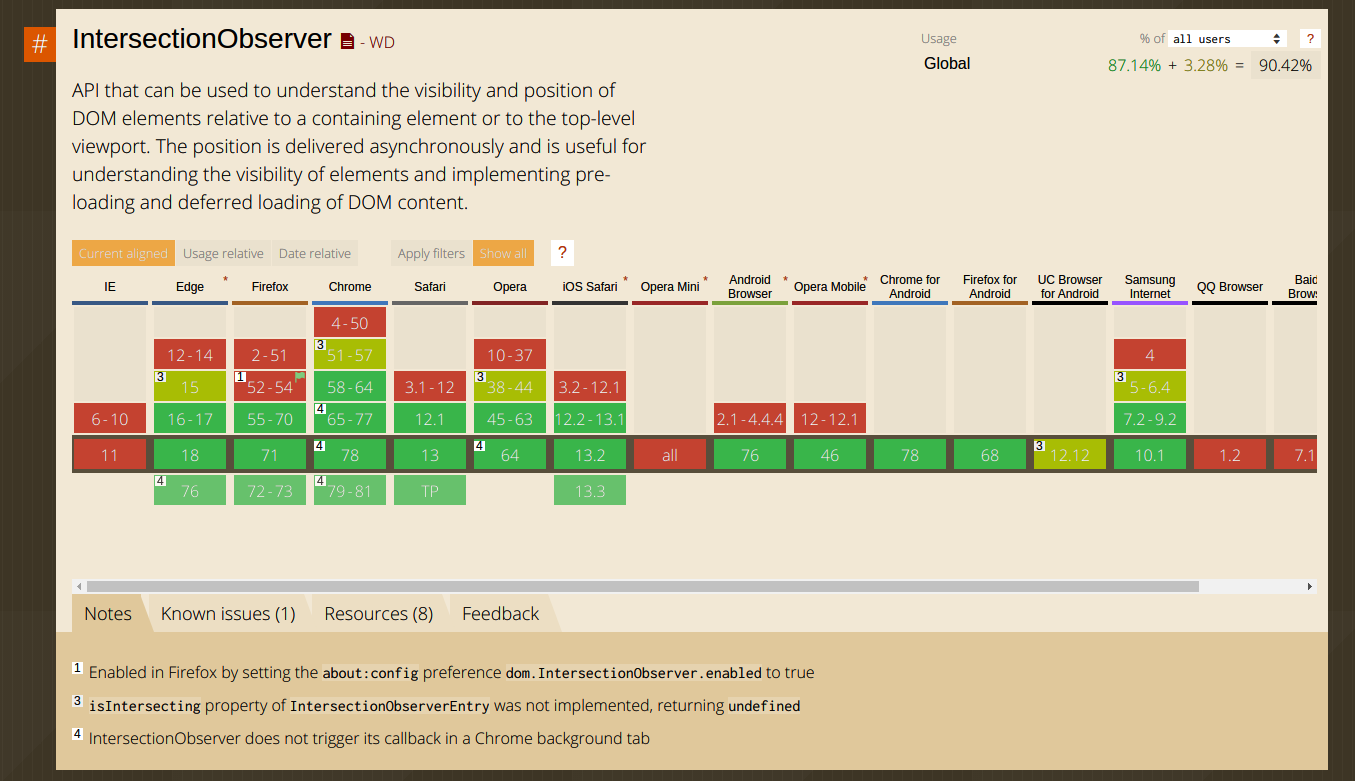 #
IntersectionObserver - WD
Usage % of all users ?
Global 87.14% + 3.28% = 90.42%
API that can be used to understand the visibility and position of
DOM elements relative to a containing element or to the top-level
viewport. The position is delivered asynchronously and is useful for
understanding the visibility of elements and implementing pre-
loading and deferred loading of DOM content.
Current aligned Usage relative Date relative Apply filters Show all ?
IE Edge * Firefox Chrome Safari Opera iOS Safari * Opera Mini * Android Browser * Opera Mobile * Chrome for Android Firefox for Android UC Browser for Android Samsung Internet QQ Browser Baid Brows
4-50
12-14 2-51 3 51-57 10-37 4
3 15 1 52-54 58-64 3.1-12 3 38-44 3.2-12.1 3 5-6.4
6-10 16-17 55-70 4 65-77 12.1 45-63 12.2-13.1 2.1-4.4.4 12-12.1 7.2-9.2
11 18 71 4 78 13 4 64 13.2 all 76 46 78 68 3 12.12 10.1 1.2 7.1
4 76 72-73 4 79-81 TP 13.3
Notes Known issues (1) Resources (8) Feedback
1 Enabled in Firefox by setting the about:config preference dom.IntersectionObserver.enabled to true
3 isIntersecting property of IntersectionObserverEntry was not implemented, returning undefined
4 IntersectionObserver does not trigger its callback in a Chrome background tab